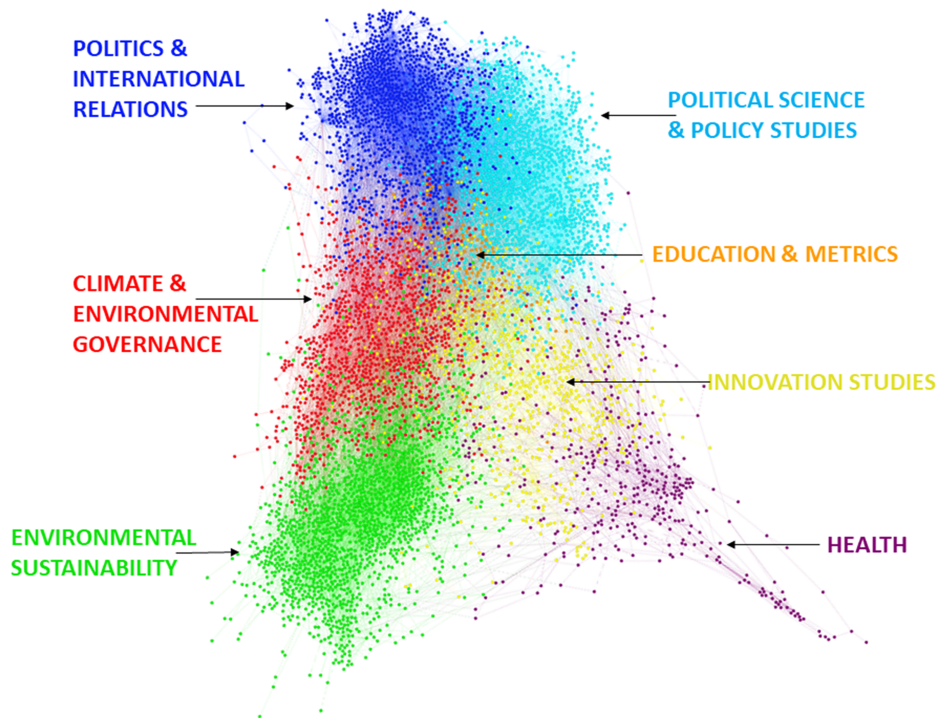 POLITICS &
INTERNATIONAL
RELATIONS
POLITICAL SCIENCE
& POLICY STUDIES
EDUCATION & METRICS
CLIMATE &
ENVIRONMENTAL
GOVERNANCE
INNOVATION STUDIES
ENVIRONMENTAL
SUSTAINABILITY
HEALTH